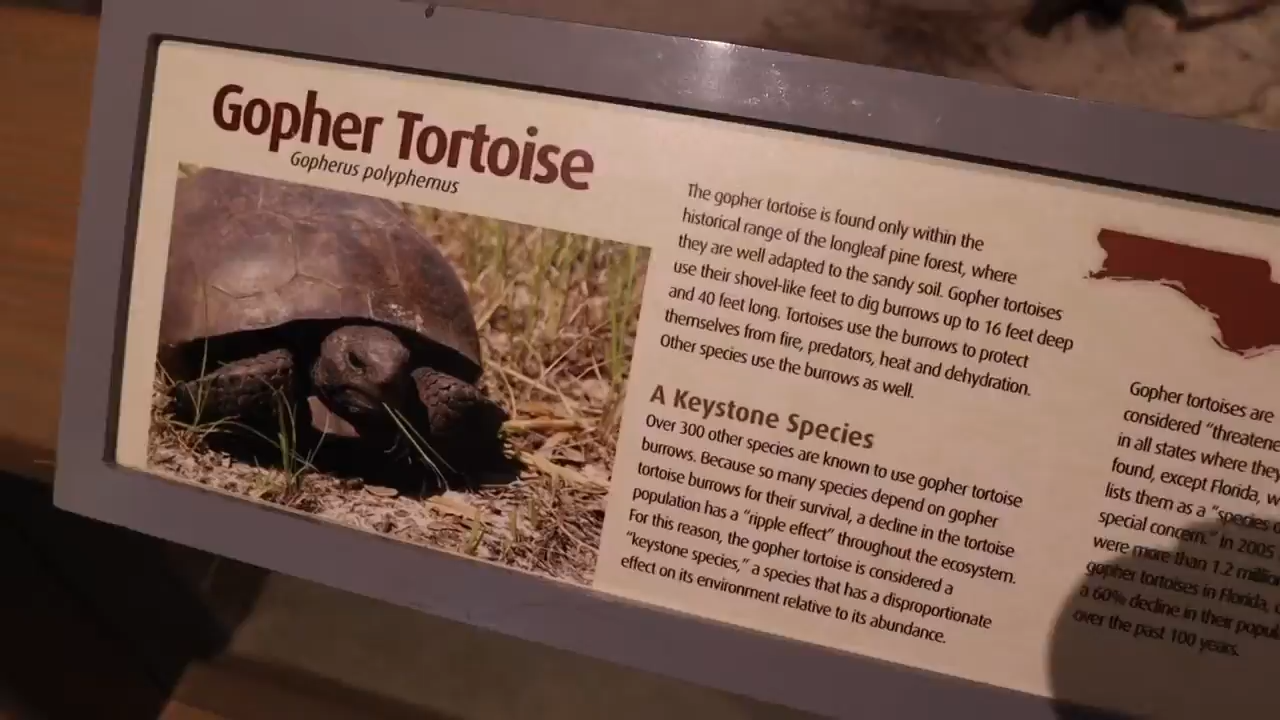 Gopher Tortoise
Gopherus polyphemus
The gopher tortoise is found only within the
historical range of the longleaf pine forest, where
they are well adapted to the sandy soil. Gopher tortoises
use their shovel-like feet to dig burrows up to 16 feet deep
and 40 feet long. Tortoises use the burrows to protect
themselves from fire, predators, heat and dehydration.
Other species use the burrows as well.
A Keystone Species
Over 300 other species are known to use gopher tortoise
burrows. Because so many species depend on gopher
tortoise burrows for their survival, a decline in the tortoise
population has a “ripple effect” throughout the ecosystem.
For this reason, the gopher tortoise is considered a
“keystone species,” a species that has a disproportionate
effect on its environment relative to its abundance.
Gopher tortoises are
considered “threatene
in all states where they
found, except Florida, w
lists them as a “species
special concern.” In 2005
were more than 1.2 millio
gopher tortoises in Florida,
a 60% decline in their popul
over the past 100 years.